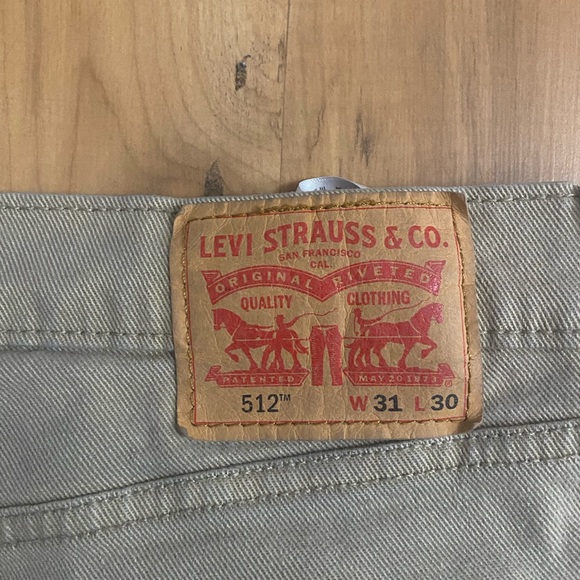 LEVI STRAUSS & CO.
SAN FRANCISCO
CAL.
ORIGINAL RIVETED
QUALITY CLOTHING
PATENTED MAY 20 1873
512™ W 31 L 30